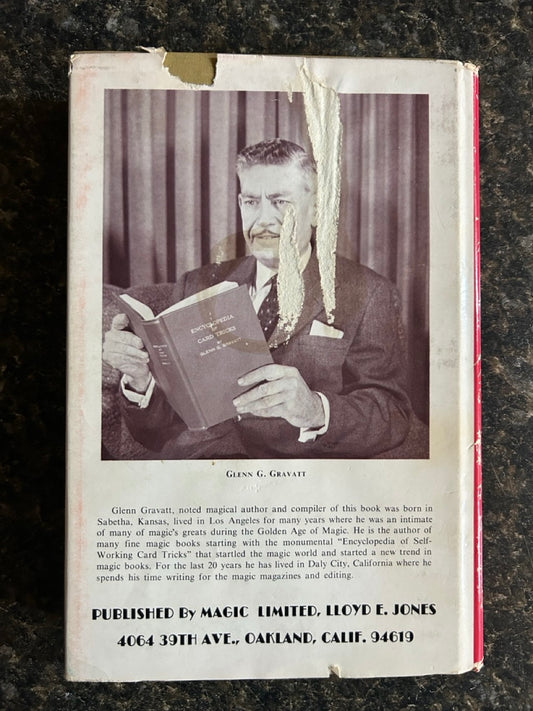 ENCYCLOPEDIA
OF
CARD TRICKS
BY
GLENN G. GRAVATT
GLENN G. GRAVATT
Glenn Gravatt, noted magical author and compiler of this book was born in
Sabetha, Kansas, lived in Los Angeles for many years where he was an intimate
of many of magic's greats during the Golden Age of Magic. He is the author of
many fine magic books starting with the monumental "Encyclopedia of Self-
Working Card Tricks" that startled the magic world and started a new trend in
magic books. For the last 20 years he has lived in Daly City, California where he
spends his time writing for the magic magazines and editing.
PUBLISHED By MAGIC LIMITED, LLOYD E. JONES
4064 39TH AVE., OAKLAND, CALIF. 94619